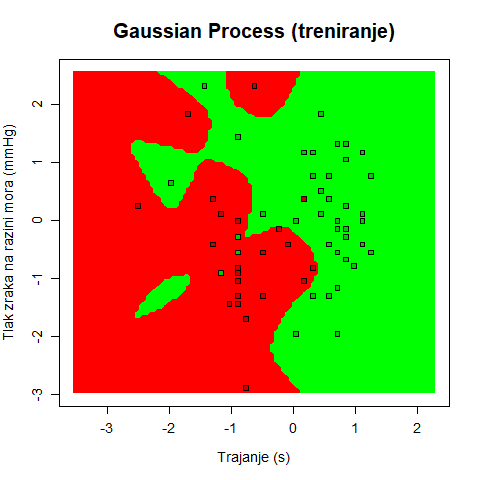 Gaussian Process (treniranje)
Tlak zraka na razini mora (mmHg)
2
1
0
-1
-2
-3
-3 -2 -1 0 1 2
Trajanje (s)